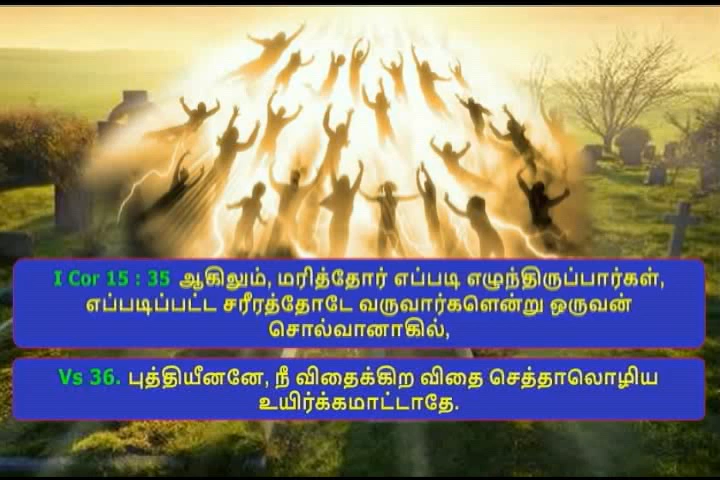 I Cor 15 : 35 ஆகிலும், மரித்தோர் எப்படி எழுந்திருப்பார்கள்,
எப்படிப்பட்ட சரீரத்தோடே வருவார்களென்று ஒருவன்
சொல்வானாகில்,
Vs 36. புத்தியீனனே, நீ விதைக்கிற விதை செத்தாலொழிய
உயிர்க்கமாட்டாதே.